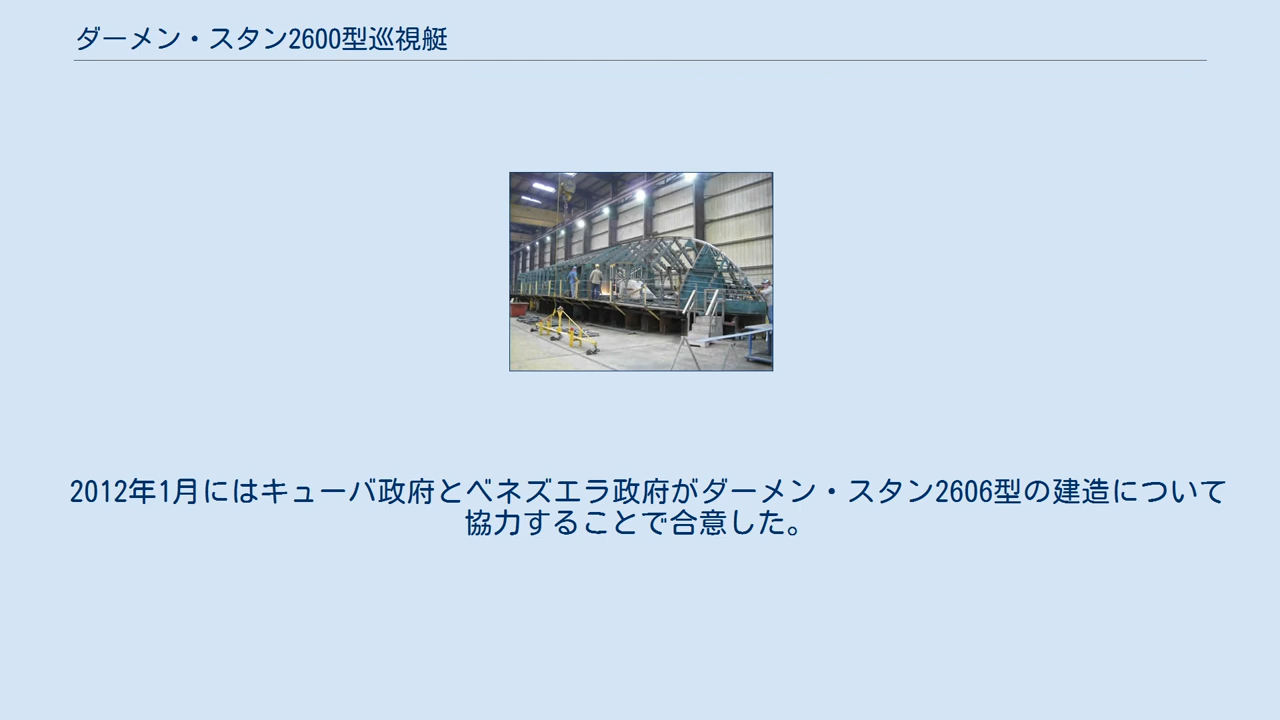 ダーメン・スタン2600型巡視艇
2012年1月にはキューバ政府とベネズエラ政府がダーメン・スタン2606型の建造について
協力することで合意した。